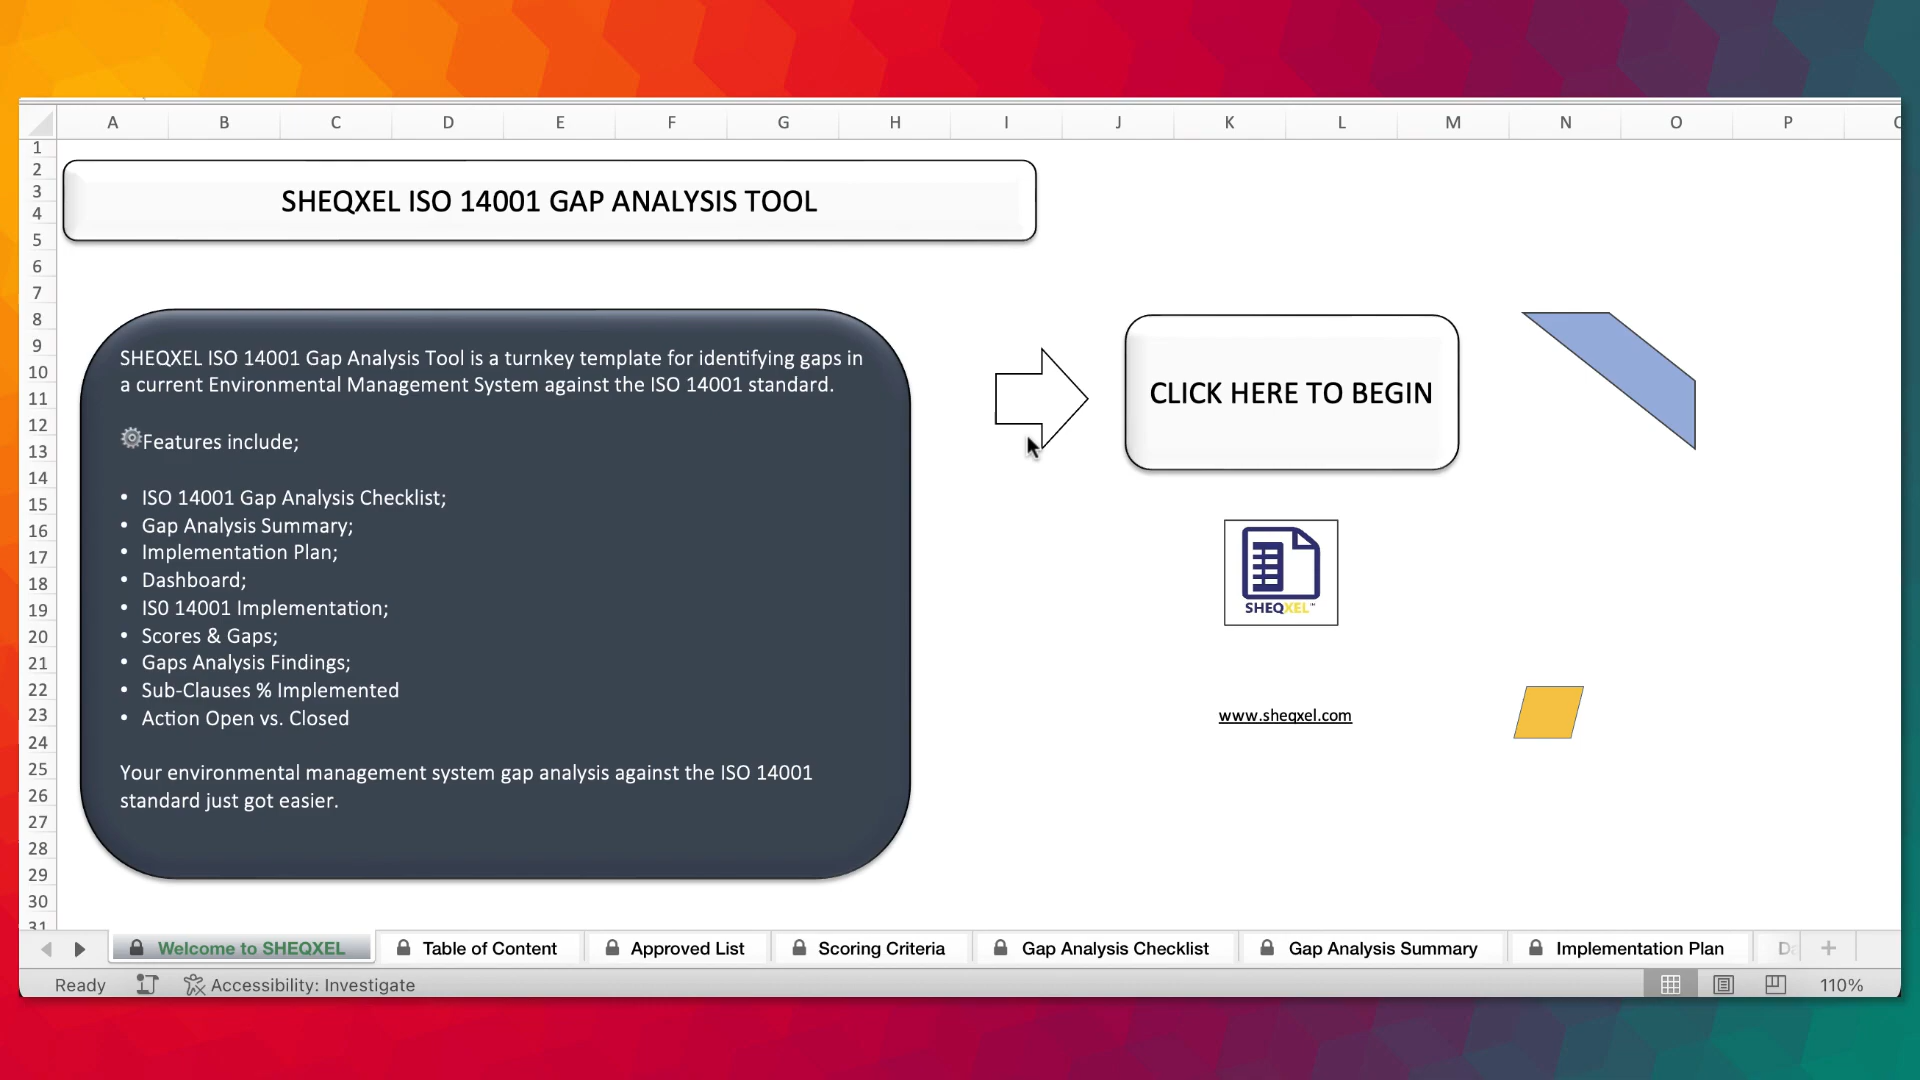 A B C D E F G H I J K L M N O P
1
2
3
4
5
6
7
8
9
10
11
12
13
14
15
16
17
18
19
20
21
22
23
24
25
26
27
28
29
30
31
SHEQXEL ISO 14001 GAP ANALYSIS TOOL
SHEQXEL ISO 14001 Gap Analysis Tool is a turnkey template for identifying gaps in
a current Environmental Management System against the ISO 14001 standard.
Features include;
• ISO 14001 Gap Analysis Checklist;
• Gap Analysis Summary;
• Implementation Plan;
• Dashboard;
• IS0 14001 Implementation;
• Scores & Gaps;
• Gaps Analysis Findings;
• Sub-Clauses % Implemented
• Action Open vs. Closed
Your environmental management system gap analysis against the ISO 14001
standard just got easier.
CLICK HERE TO BEGIN
SHEQXEL™
www.sheqxel.com
Welcome to SHEQXEL Table of Content Approved List Scoring Criteria Gap Analysis Checklist Gap Analysis Summary Implementation Plan
Ready Accessibility: Investigate 110%